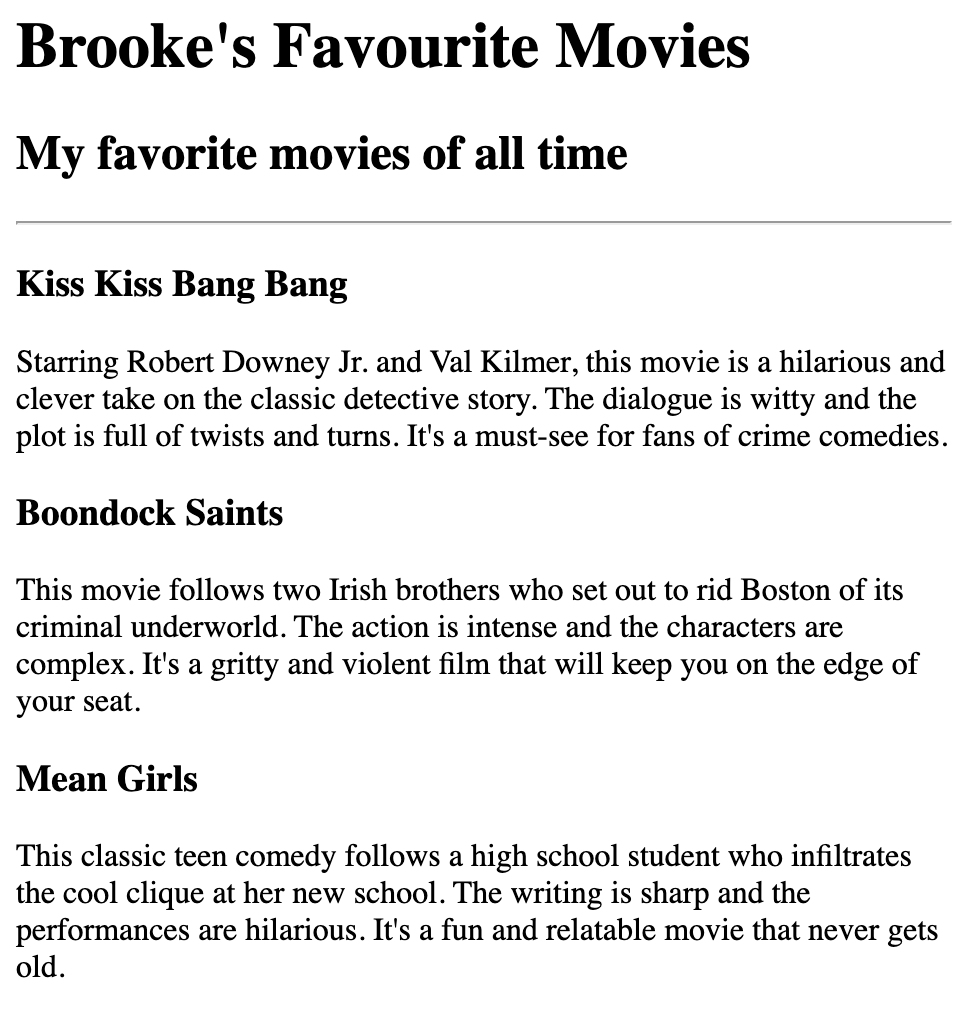 Brooke's Favourite Movies
My favorite movies of all time
Kiss Kiss Bang Bang
Starring Robert Downey Jr. and Val Kilmer, this movie is a hilarious and
clever take on the classic detective story. The dialogue is witty and the
plot is full of twists and turns. It's a must-see for fans of crime comedies.
Boondock Saints
This movie follows two Irish brothers who set out to rid Boston of its
criminal underworld. The action is intense and the characters are
complex. It's a gritty and violent film that will keep you on the edge of
your seat.
Mean Girls
This classic teen comedy follows a high school student who infiltrates
the cool clique at her new school. The writing is sharp and the
performances are hilarious. It's a fun and relatable movie that never gets
old.